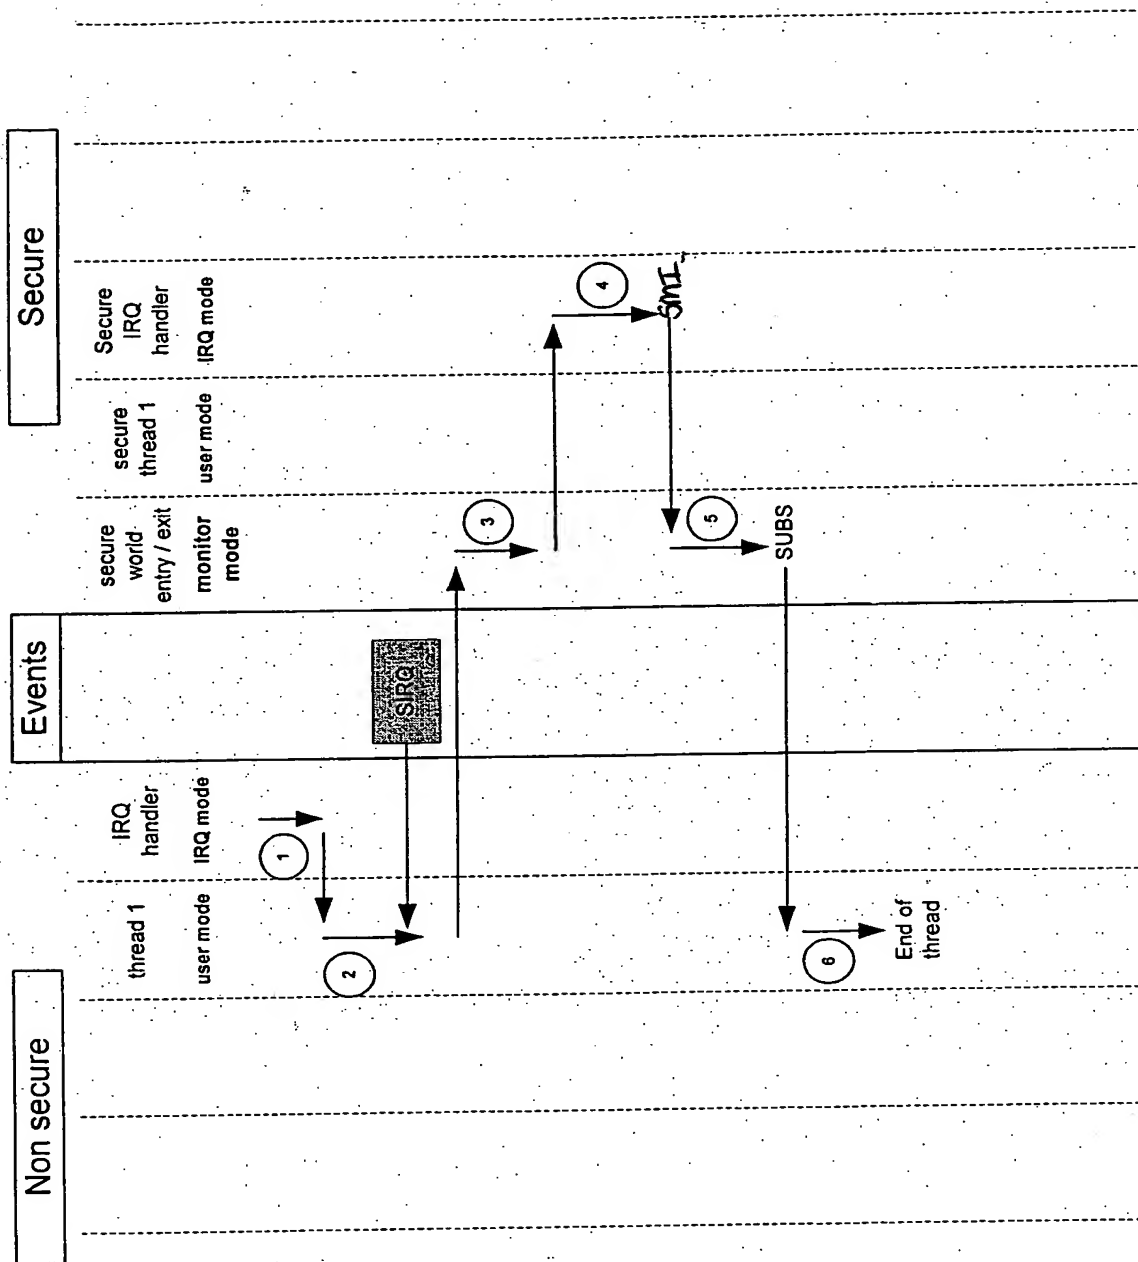 Non secure
Events
Secure
thread 1
user mode
IRQ
handler
IRQ mode
secure
world
entry / exit
monitor
mode
secure
thread 1
user mode
Secure
IRQ
handler
IRQ mode
1
2
SIRQ
3
4
SMI
5
SUBS
6
End of
thread